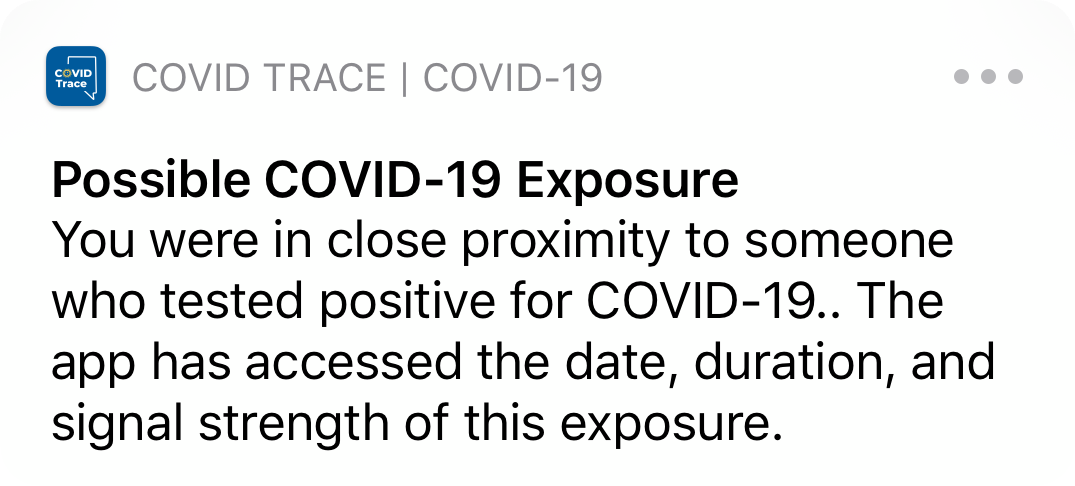 COVID
Trace
COVID TRACE | COVID-19
Possible COVID-19 Exposure
You were in close proximity to someone
who tested positive for COVID-19.. The
app has accessed the date, duration, and
signal strength of this exposure.